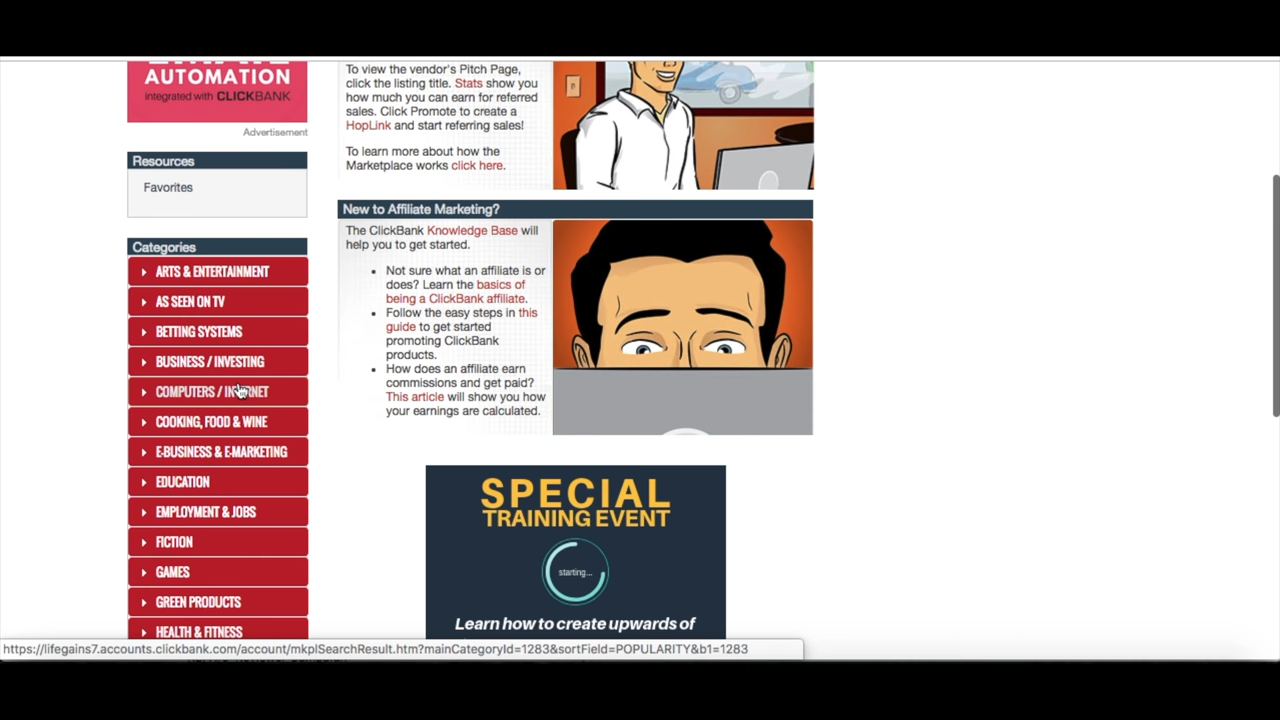 AUTOMATION
integrated with CLICKBANK
Advertisement
Resources
Favorites
Categories
ARTS & ENTERTAINMENT
AS SEEN ON TV
BETTING SYSTEMS
BUSINESS / INVESTING
COMPUTERS / INTERNET
COOKING, FOOD & WINE
E-BUSINESS & E-MARKETING
EDUCATION
EMPLOYMENT & JOBS
FICTION
GAMES
GREEN PRODUCTS
HEALTH & FITNESS
To view the vendor's Pitch Page,
click the listing title. Stats show you
how much you can earn for referred
sales. Click Promote to create a
HopLink and start referring sales!
To learn more about how the
Marketplace works click here.
New to Affiliate Marketing?
The ClickBank Knowledge Base will
help you to get started.
• Not sure what an affiliate is or
does? Learn the basics of
being a ClickBank affiliate.
• Follow the easy steps in this
guide to get started
promoting ClickBank
products.
• How does an affiliate earn
commissions and get paid?
This article will show you how
your earnings are calculated.
SPECIAL
TRAINING EVENT
starting...
Learn how to create upwards of
https://lifegains7.accounts.clickbank.com/account/mkplSearchResult.htm?mainCategoryId=1283&sortField=POPULARITY&b1=1283